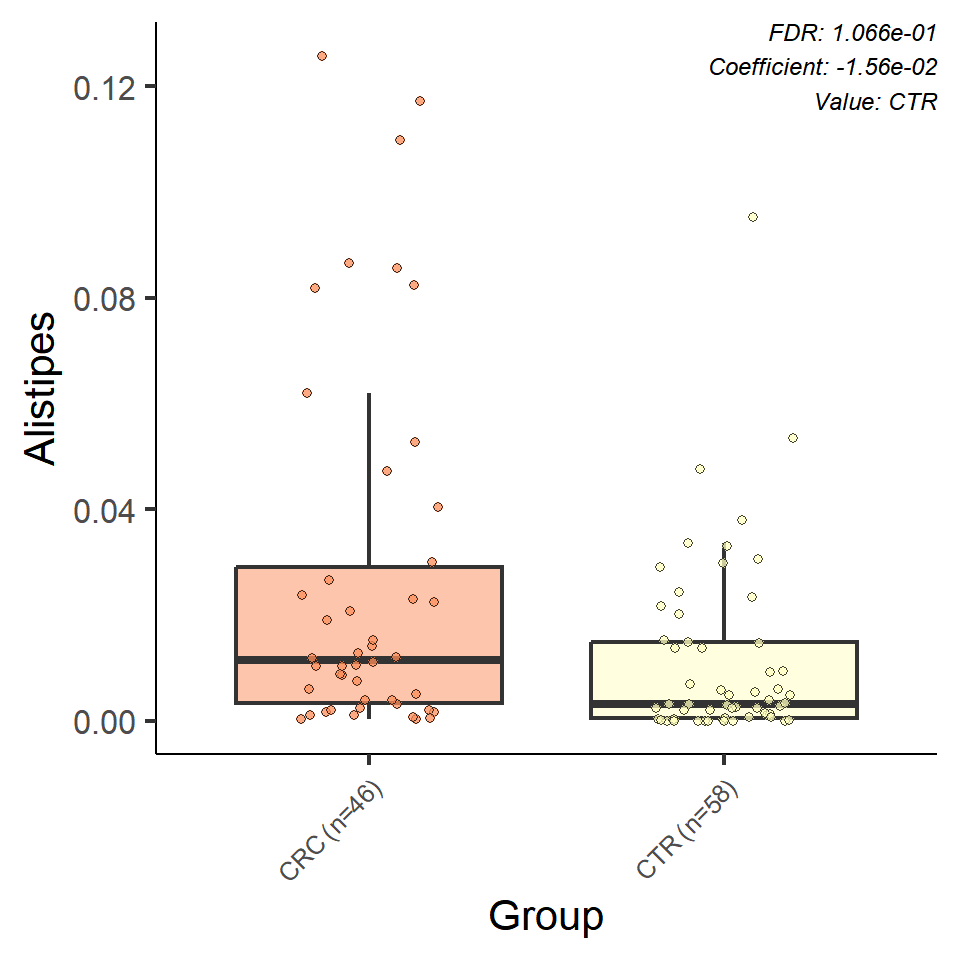 FDR: 1.066e-01
Coefficient: -1.56e-02
Value: CTR
0.12
0.08
0.04
0.00
Alistipes
CRC (n=46)
CTR (n=58)
Group